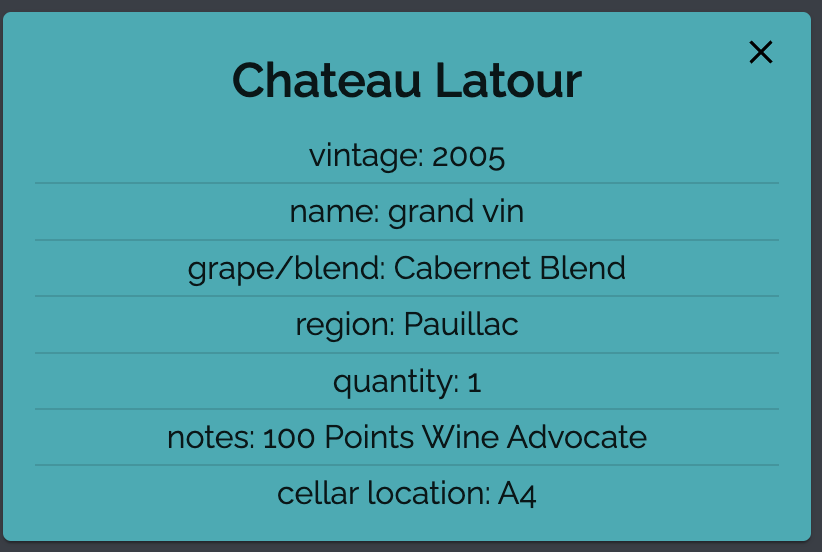 Chateau Latour
vintage: 2005
name: grand vin
grape/blend: Cabernet Blend
region: Pauillac
quantity: 1
notes: 100 Points Wine Advocate
cellar location: A4